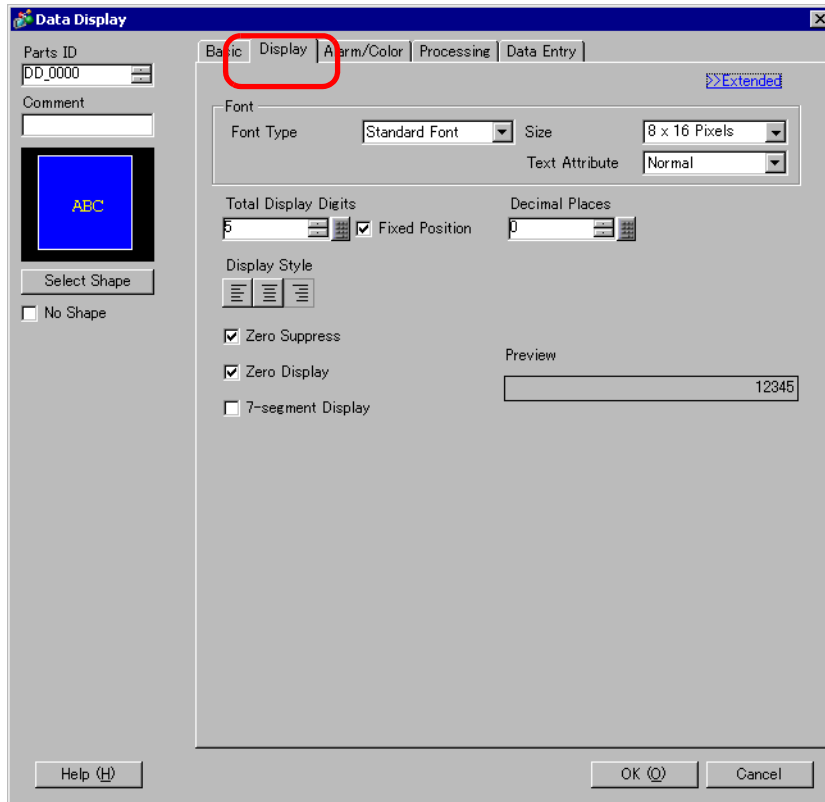 Data Display
Parts ID
DD_0000
Comment
ABC
Select Shape
No Shape
Basic Display Alarm/Color Processing Data Entry
>>Extended
Font
Font Type Standard Font Size 8 x 16 Pixels
Text Attribute Normal
Total Display Digits Decimal Places
5 Fixed Position 0
Display Style
Zero Suppress
Zero Display
7-segment Display
Preview
12345
Help (H) OK (O) Cancel